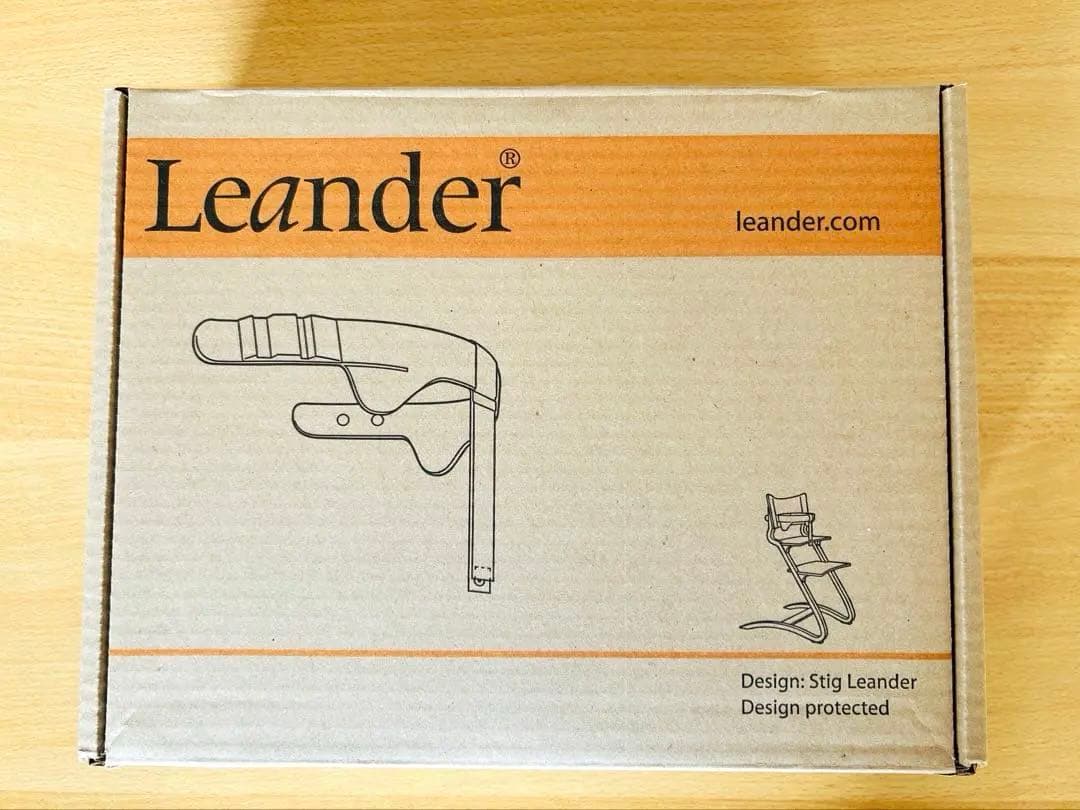 Leander®
leander.com
Design: Stig Leander
Design protected